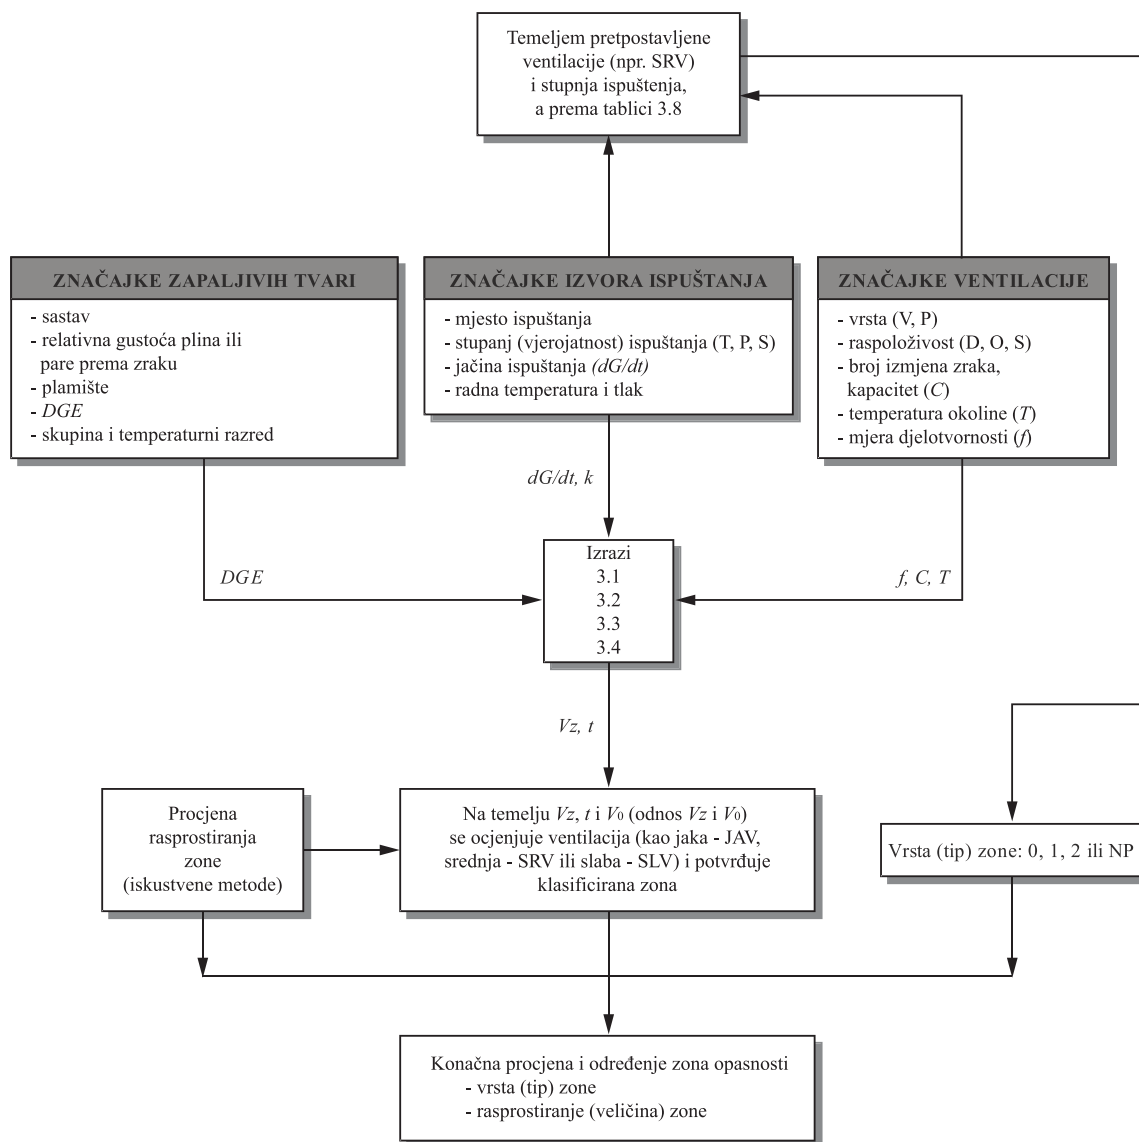 Temeljem pretpostavljene
ventilacije (npr. SRV)
i stupnja ispuštenja,
a prema tablici 3.8
ZNAČAJKE ZAPALJIVIH TVARI
- sastav
- relativna gustoća plina ili
pare prema zraku
- plamište
- DGE
- skupina i temperaturni razred
ZNAČAJKE IZVORA ISPUŠTANJA
- mjesto ispuštanja
- stupanj (vjerojatnost) ispuštanja (T, P, S)
- jačina ispuštanja (dG/dt)
- radna temperatura i tlak
ZNAČAJKE VENTILACIJE
- vrsta (V, P)
- raspoloživost (D, O, S)
- broj izmjena zraka,
kapacitet (C)
- temperatura okoline (T)
- mjera djelotvornosti (f)
dG/dt, k
DGE
Izrazi
3.1
3.2
3.3
3.4
f, C, T
Vz, t
Procjena
rasprostiranja
zone
(iskustvene metode)
Na temelju Vz, t i V0 (odnos Vz i V0)
se ocjenjuje ventilacija (kao jaka - JAV,
srednja - SRV ili slaba - SLV) i potvrđuje
klasificirana zona
Vrsta (tip) zone: 0, 1, 2 ili NP
Konačna procjena i određenje zona opasnosti
- vrsta (tip) zone
- rasprostiranje (veličina) zone